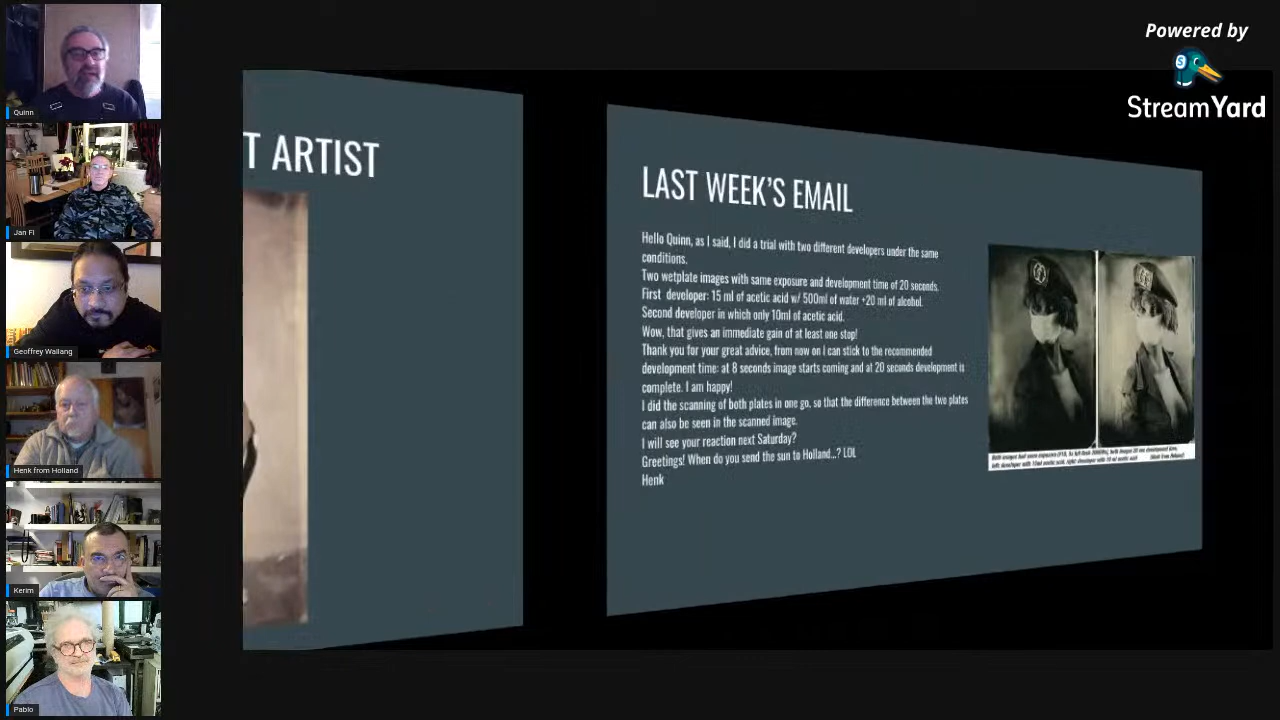 Powered by
StreamYard
Quinn
Jan Fl
Geoffrey Wallang
Henk from Holland
Kerim
Pablo
T ARTIST
LAST WEEK'S EMAIL
Hello Quinn, as I said, I did a trial with two different developers under the same
conditions.
Two wetplate images with same exposure and development time of 20 seconds.
First developer: 15 ml of acetic acid w/ 500ml of water +20 ml of alcohol.
Second developer in which only 10ml of acetic acid.
Wow, that gives an immediate gain of at least one stop!
Thank you for your great advice, from now on I can stick to the recommended
development time: at 8 seconds image starts coming and at 20 seconds development is
complete. I am happy!
I did the scanning of both plates in one go, so that the difference between the two plates
can also be seen in the scanned image.
I will see your reaction next Saturday?
Greetings! When do you send the sun to Holland...? LOL
Henk